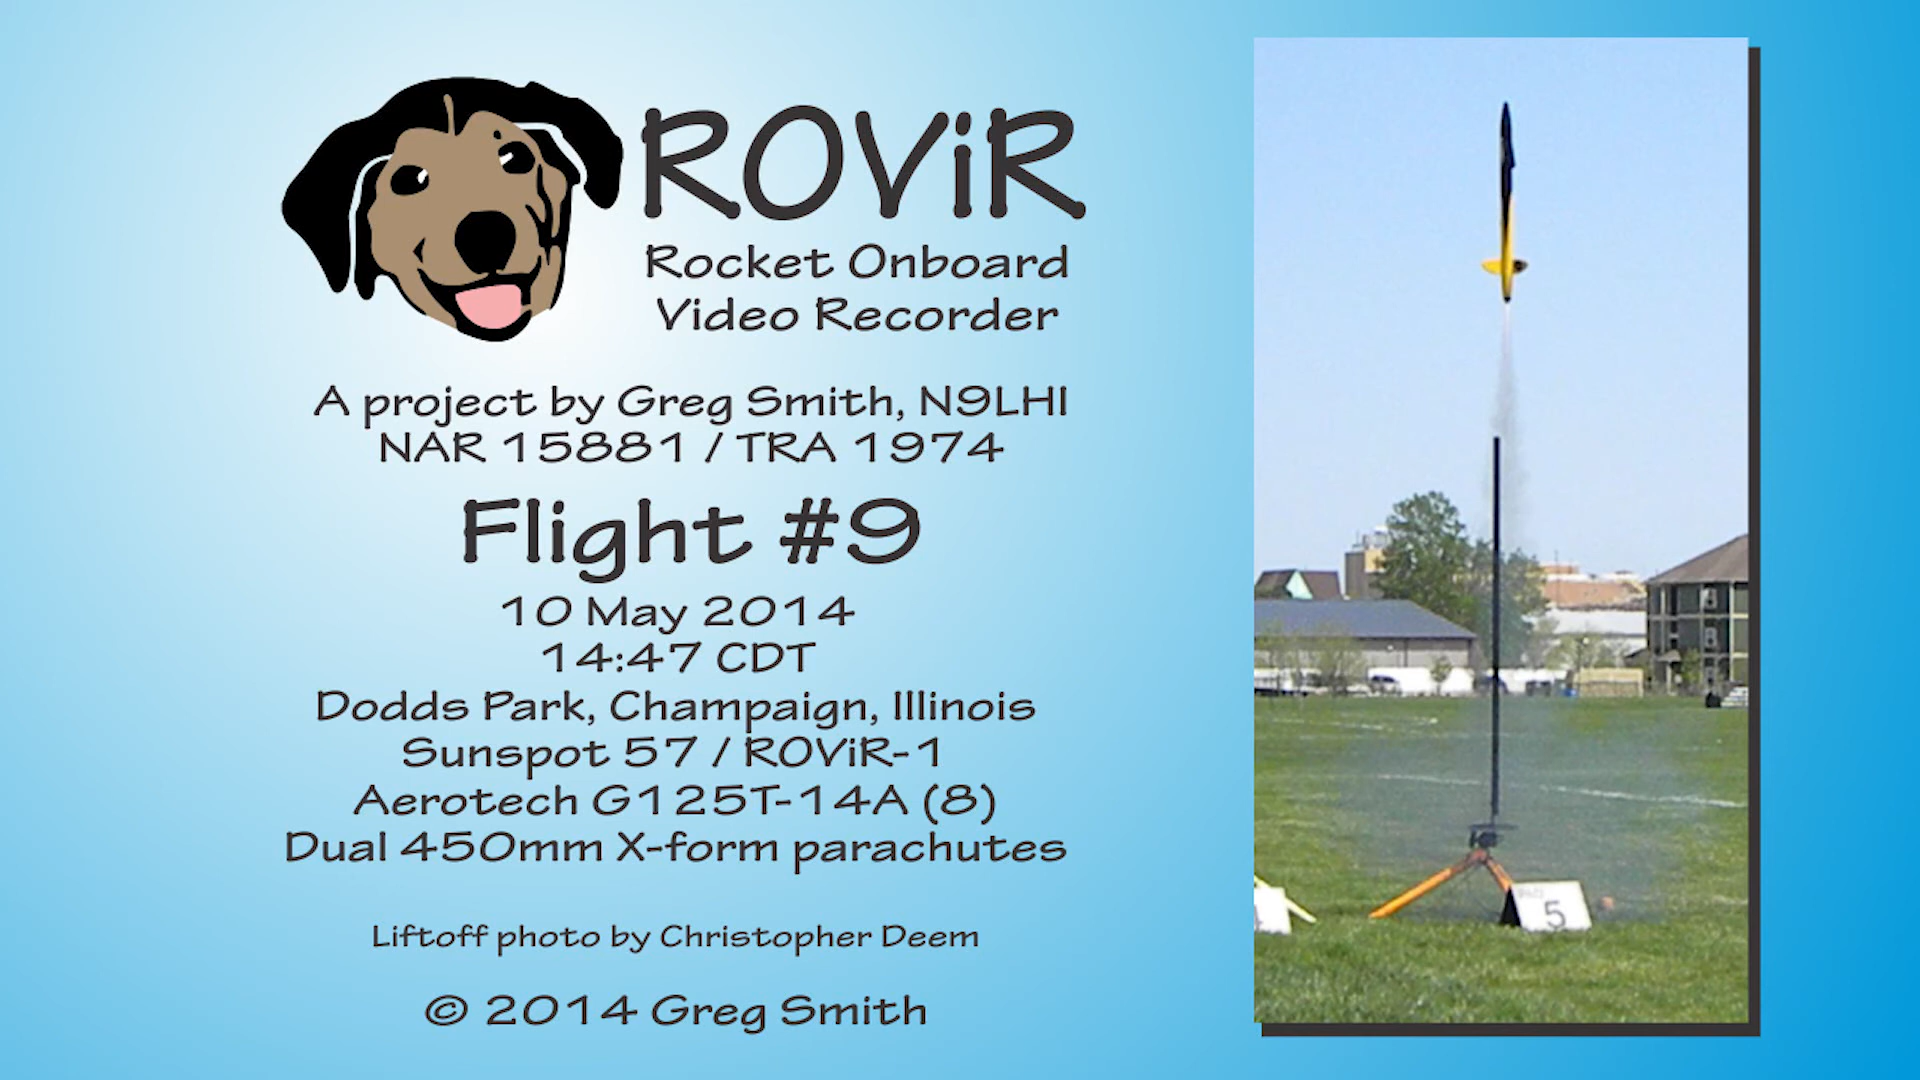 ROViR
Rocket Onboard
Video Recorder
A project by Greg Smith, N9LHI
NAR 15881 / TRA 1974
Flight #9
10 May 2014
14:47 CDT
Dodds Park, Champaign, Illinois
Sunspot 57 / ROViR-1
Aerotech G125T-14A (8)
Dual 450mm X-form parachutes
Liftoff photo by Christopher Deem
© 2014 Greg Smith
5